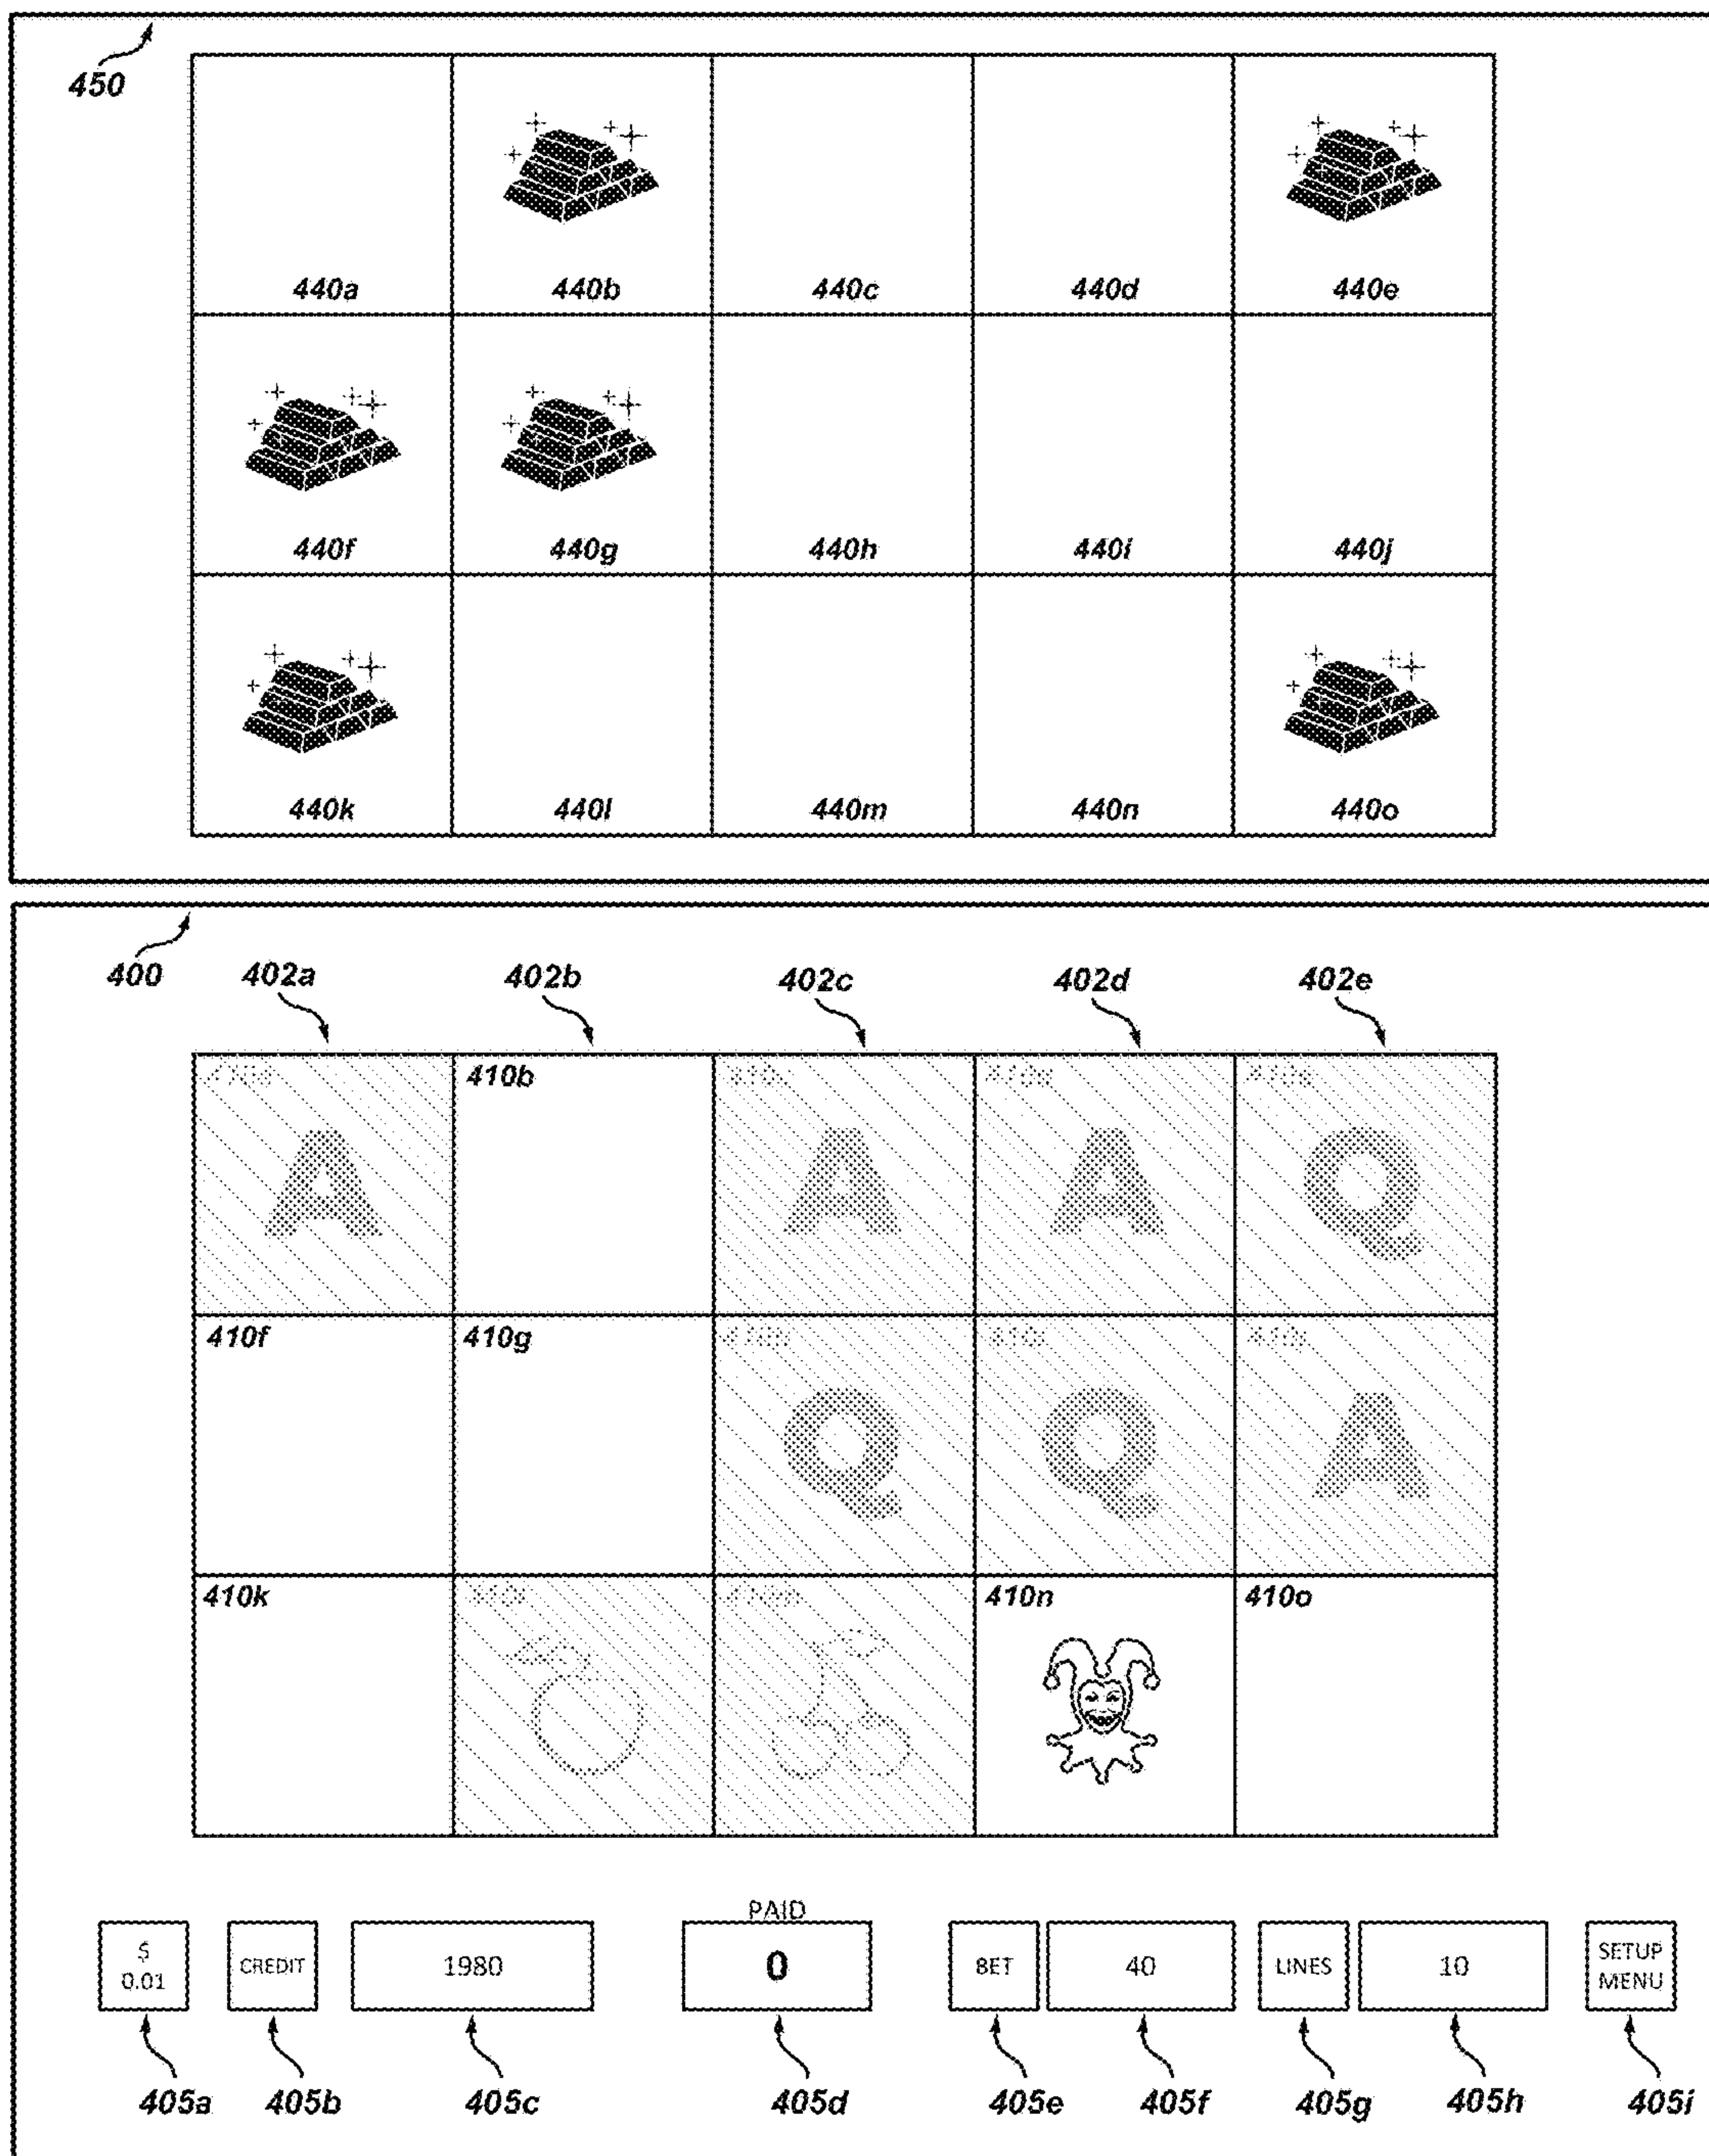 450
440a 440b 440c 440d 440e
440f 440g 440h 440i 440j
440k 440l 440m 440n 440o
400 402a 402b 402c 402d 402e
410b
A A A Q
410f 410g
Q Q A
410k 410n 410o
PAID
$ 0.01 CREDIT 1980 0 BET 40 LINES 10 SETUP MENU
405a 405b 405c 405d 405e 405f 405g 405h 405i